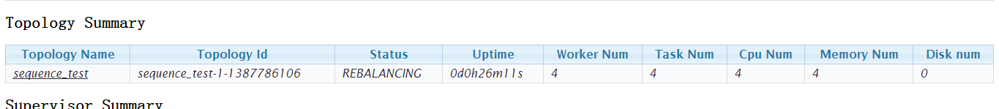 Topology Summary
Topology Name Topology Id Status Uptime Worker Num Task Num Cpu Num Memory Num Disk num
sequence_test sequence_test-1-1387786106 REBALANCING 0d0h26m11s 4 4 4 4 0
Supervisor Summary